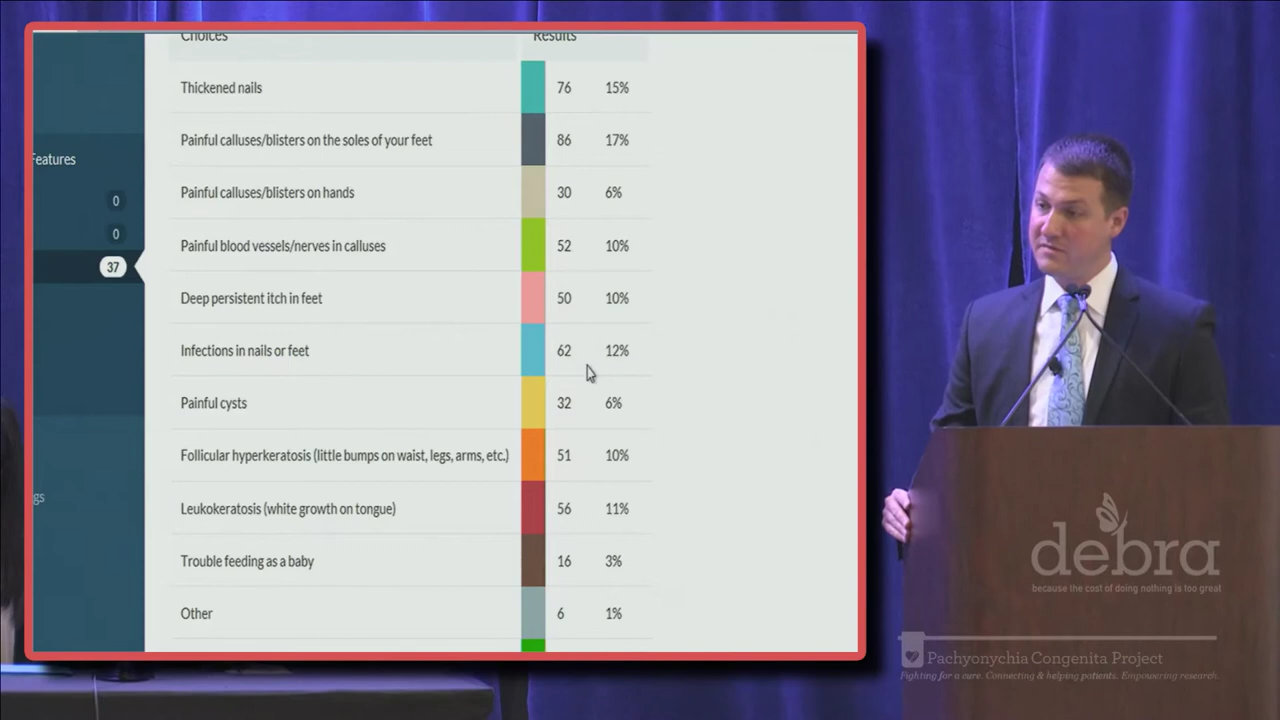 Choices Results
Thickened nails 76 15%
Painful calluses/blisters on the soles of your feet 86 17%
Features
Painful calluses/blisters on hands 30 6%
0
0
Painful blood vessels/nerves in calluses 52 10%
37
Deep persistent itch in feet 50 10%
Infections in nails or feet 62 12%
Painful cysts 32 6%
Follicular hyperkeratosis (little bumps on waist, legs, arms, etc.) 51 10%
gs
Leukokeratosis (white growth on tongue) 56 11%
Trouble feeding as a baby 16 3%
Other 6 1%
debra
because the cost of doing nothing is too great
Pachyonychia Congenita Project
Fighting for a cure. Connecting & helping patients. Empowering research.